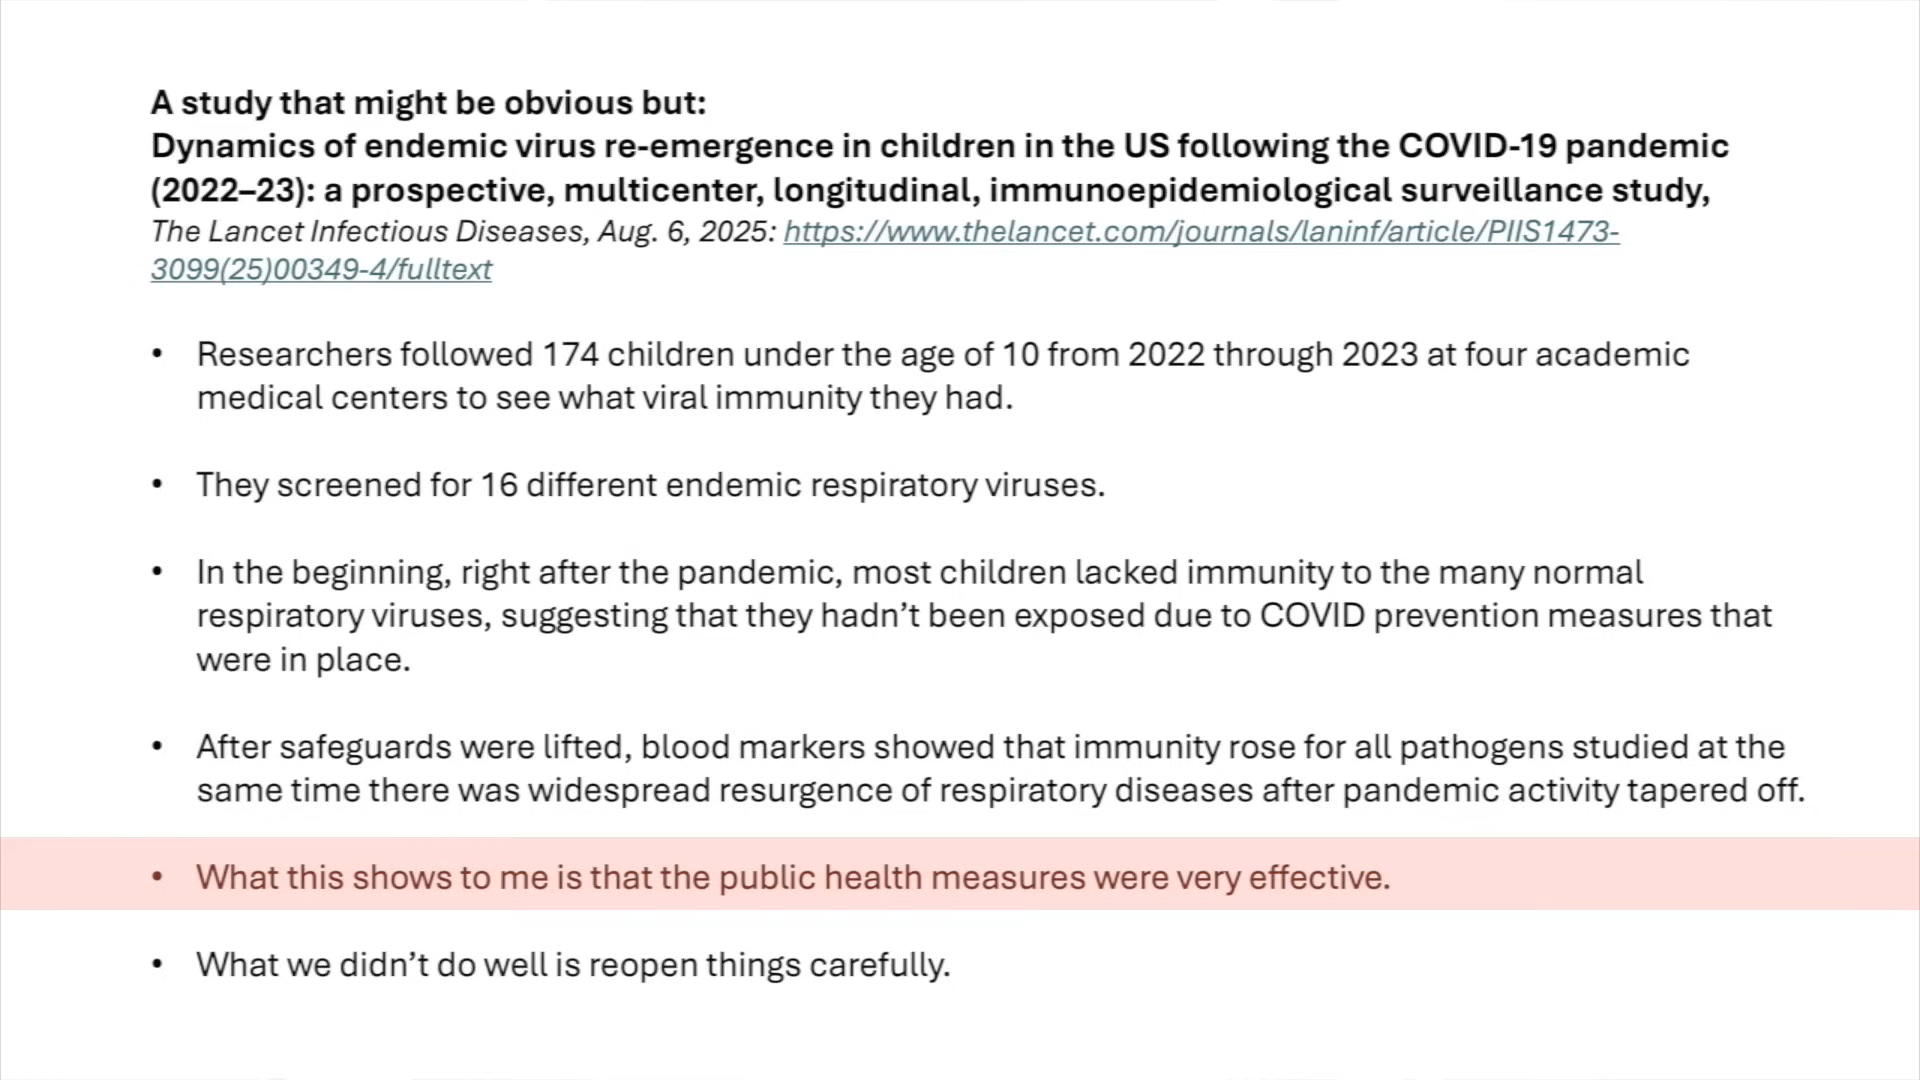 A study that might be obvious but:
Dynamics of endemic virus re-emergence in children in the US following the COVID-19 pandemic
(2022–23): a prospective, multicenter, longitudinal, immunoepidemiological surveillance study,
The Lancet Infectious Diseases, Aug. 6, 2025: https://www.thelancet.com/journals/laninf/article/PIIS1473-
3099(25)00349-4/fulltext
• Researchers followed 174 children under the age of 10 from 2022 through 2023 at four academic
medical centers to see what viral immunity they had.
• They screened for 16 different endemic respiratory viruses.
• In the beginning, right after the pandemic, most children lacked immunity to the many normal
respiratory viruses, suggesting that they hadn’t been exposed due to COVID prevention measures that
were in place.
• After safeguards were lifted, blood markers showed that immunity rose for all pathogens studied at the
same time there was widespread resurgence of respiratory diseases after pandemic activity tapered off.
• What this shows to me is that the public health measures were very effective.
• What we didn’t do well is reopen things carefully.